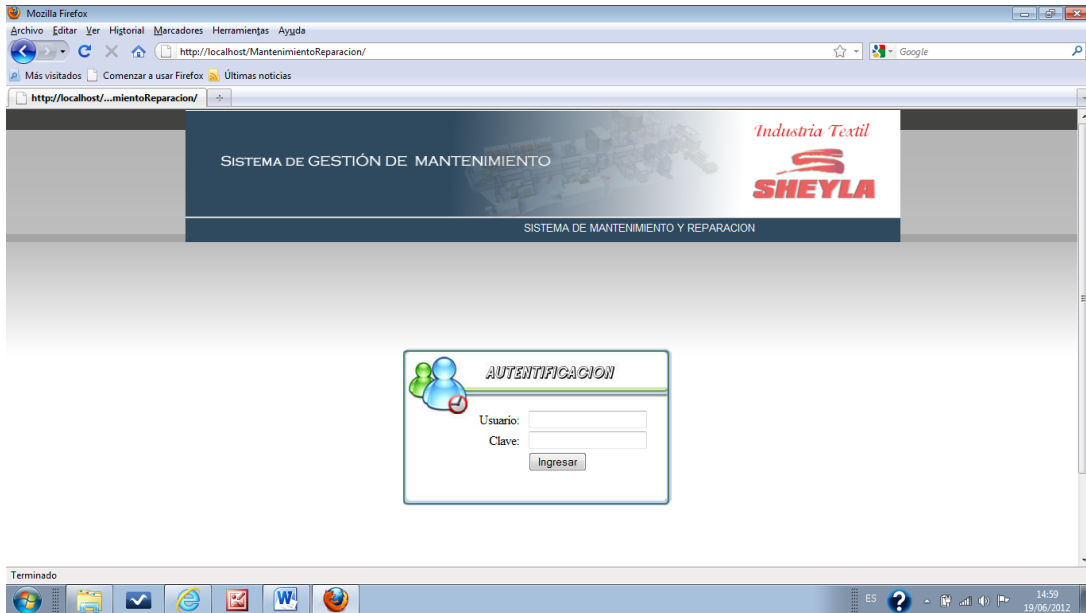 Mozilla Firefox
Archivo Editar Ver Historial Marcadores Herramientas Ayuda
http://localhost/MantenimientoReparacion/
Google
Más visitados Comenzar a usar Firefox Últimas noticias
http://localhost/...mientoReparacion/
Industria Textil
SISTEMA DE GESTIÓN DE MANTENIMIENTO
SHEYLA
SISTEMA DE MANTENIMIENTO Y REPARACION
AUTENTIFICACION
Usuario:
Clave:
Ingresar
Terminado
ES
14:59
19/06/2012